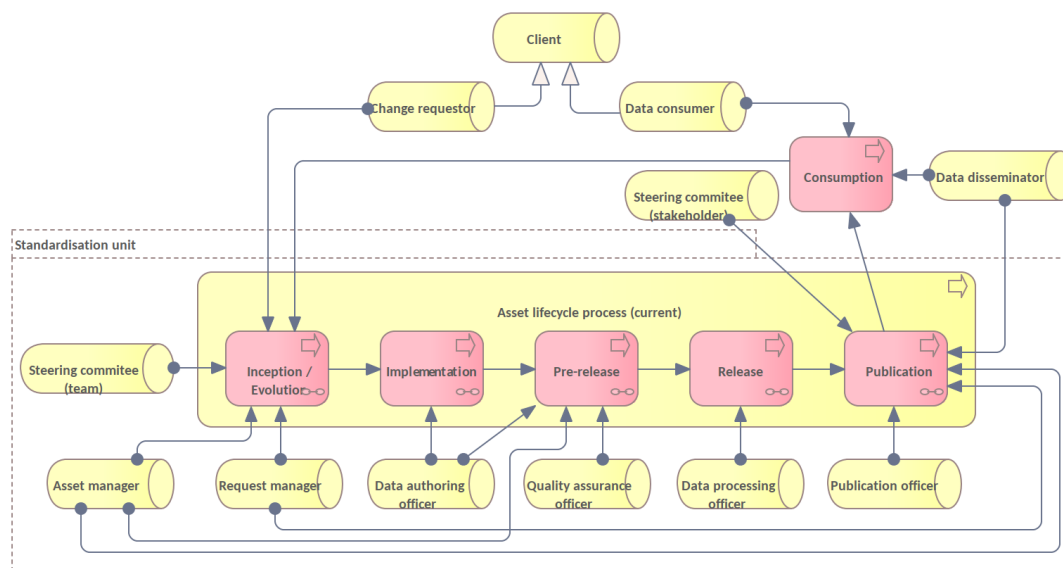 Client
Change requestor
Data consumer
Consumption
Data disseminator
Steering commitee
(stakeholder)
Standardisation unit
Asset lifecycle process (current)
Steering commitee
(team)
Inception /
Evolution
Implementation
Pre-release
Release
Publication
Asset manager
Request manager
Data authoring
officer
Quality assurance
officer
Data processing
officer
Publication officer